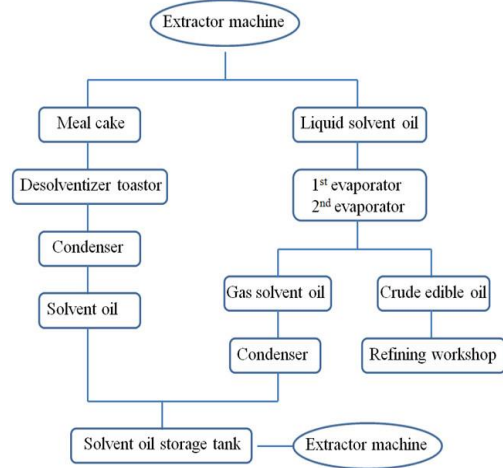 Extractor machine
Meal cake
Liquid solvent oil
Desolventizer toastor
1st evaporator
2nd evaporator
Condenser
Gas solvent oil
Crude edible oil
Solvent oil
Condenser
Refining workshop
Solvent oil storage tank
Extractor machine